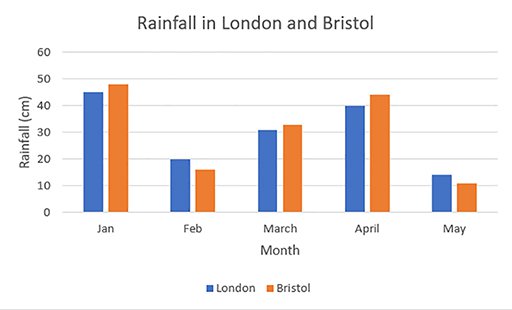 Rainfall in London and Bristol
60
50
40
30
20
10
0
Rainfall (cm)
Jan Feb March April May
Month
London Bristol